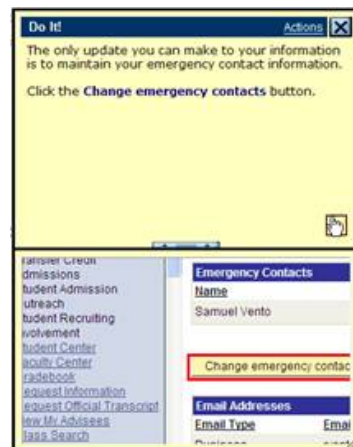 Do It!
Actions
The only update you can make to your information
is to maintain your emergency contact information.
Click the Change emergency contacts button.
ransfer Credit
dmissions
tudent Admission
utreach
tudent Recruiting
volvement
tudent Center
aculty Center
radebook
equest Information
equest Official Transcript
iew My Advisees
lass Search
Emergency Contacts
Name
Samuel Vento
Change emergency contac
Email Addresses
Email Type Emai